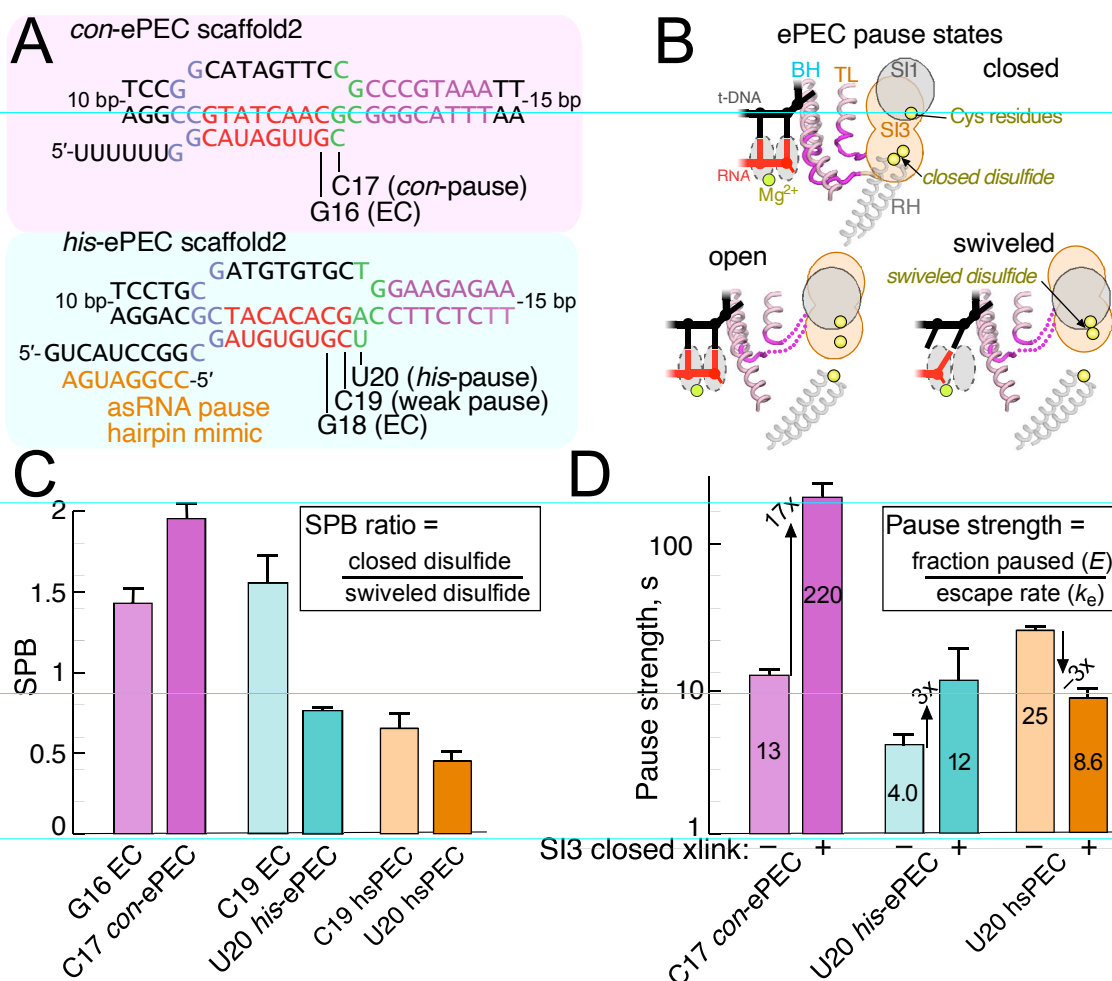 A
con-ePEC scaffold2
GCATAGTTCC
TCCG GCCCGTAAATT
10 bp- -15 bp
AGGCCGTATCAACGCGGGCATTTAA
GCAUAGUUGC
5'-UUUUUUG
C17 (con-pause)
G16 (EC)
his-ePEC scaffold2
GATGTGTGCT
TCCTGC GGAAGAGAA
10 bp- -15 bp
AGGACGCTACACACGACCTTCTCTT
GAUGUGUGCU
5'-GUCAUCCGGC
AGUAGGCC-5'
U20 (his-pause)
asRNA pause
C19 (weak pause)
hairpin mimic
G18 (EC)
B
ePEC pause states
BH TL SI1 closed
t-DNA
Cys residues
SI3
RNA
closed disulfide
Mg2+
RH
open
swiveled
swiveled disulfide
C
2
1.5
1
0.5
0
SPB
SPB ratio =
closed disulfide
swiveled disulfide
G16 EC
C17 con-ePEC
C19 EC
U20 his-ePEC
C19 hsPEC
U20 hsPEC
D
100
10
1
Pause strength, s
Pause strength =
fraction paused (E)
escape rate (ke)
17x
220
13
3x
4.0
12
–3x
25
8.6
SI3 closed xlink: – + – + – +
C17 con-ePEC
U20 his-ePEC
U20 hsPEC